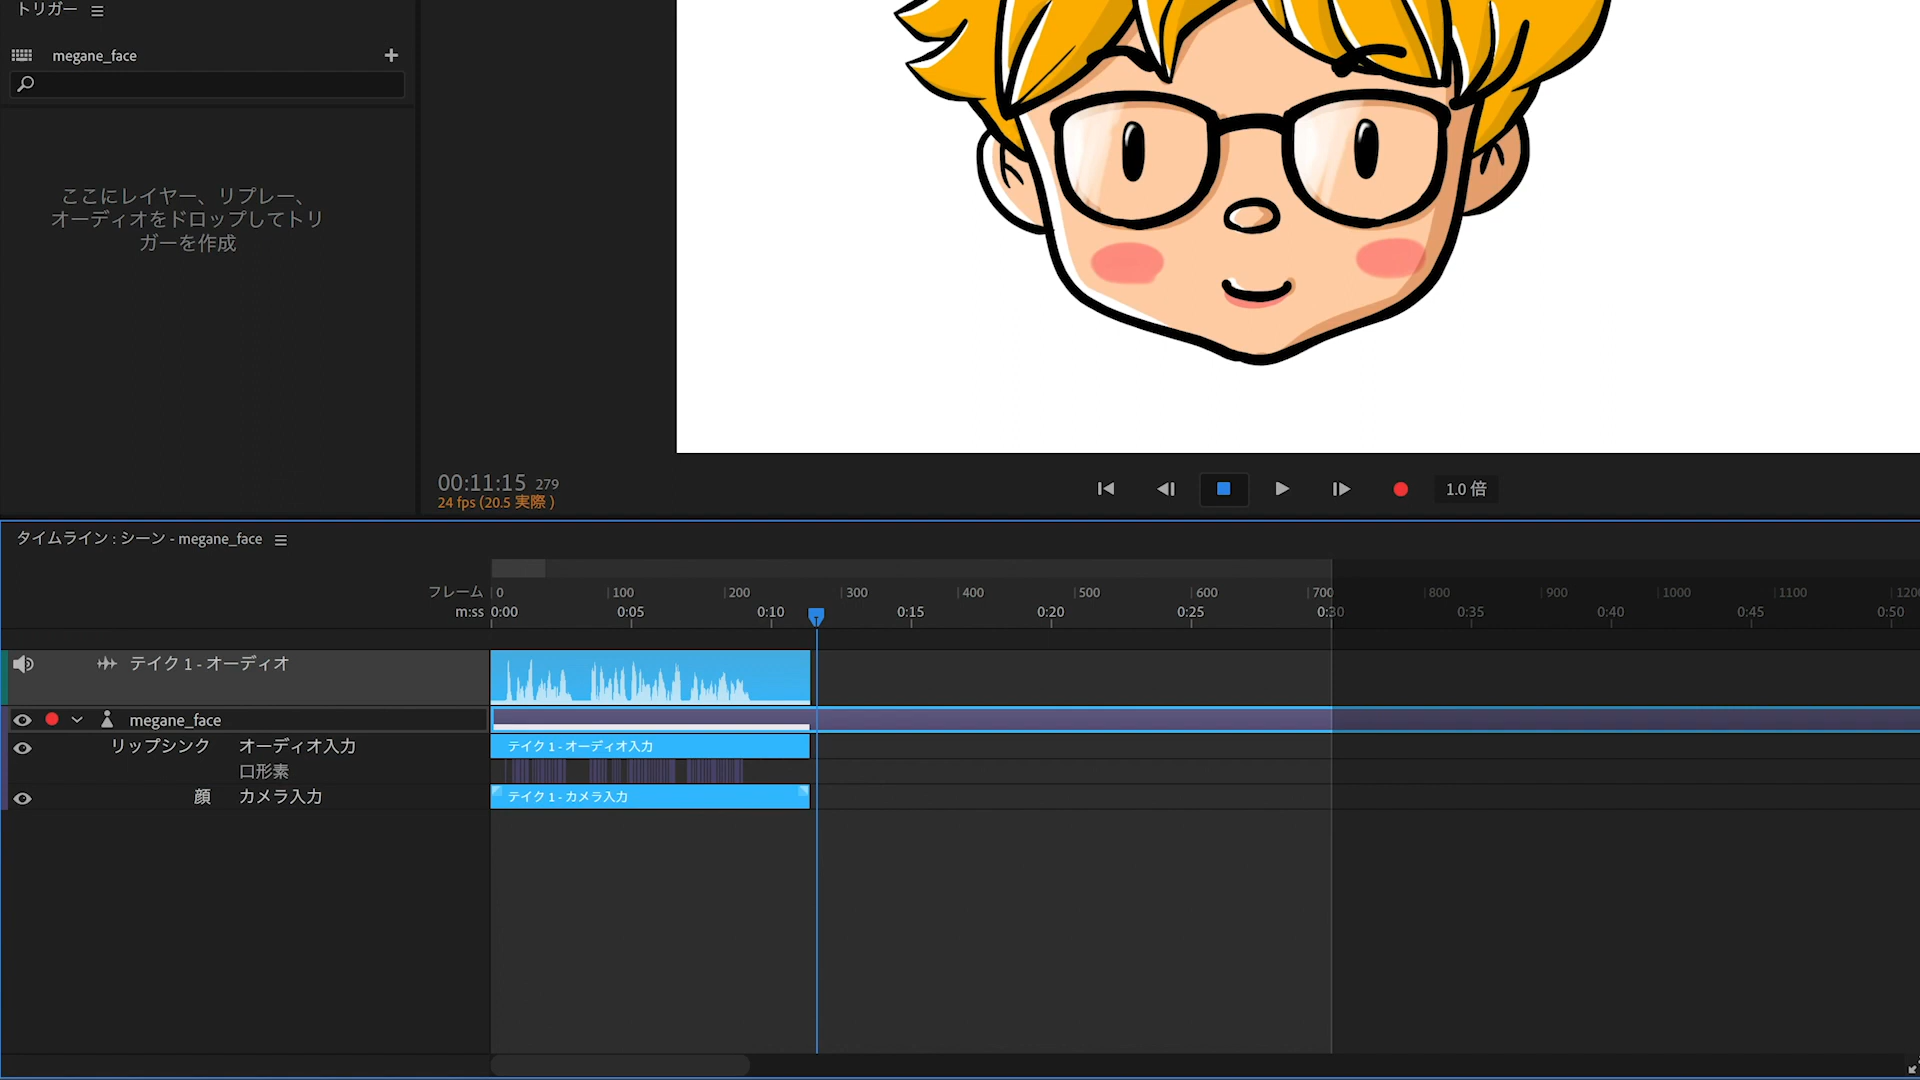 トリガー
megane_face
ここにレイヤー、リプレー、
オーディオをドロップしてトリ
ガーを作成
00:11:15 279
24 fps (20.5 実際 )
1.0 倍
タイムライン : シーン - megane_face
フレーム 0 100 200 300 400 500 600 700 800 900 1000 1100 1200
m:ss 0:00 0:05 0:10 0:15 0:20 0:25 0:30 0:35 0:40 0:45 0:50
テイク 1 - オーディオ
megane_face
リップシンク オーディオ入力 テイク 1 - オーディオ入力
口形素
顔 カメラ入力 テイク 1 - カメラ入力